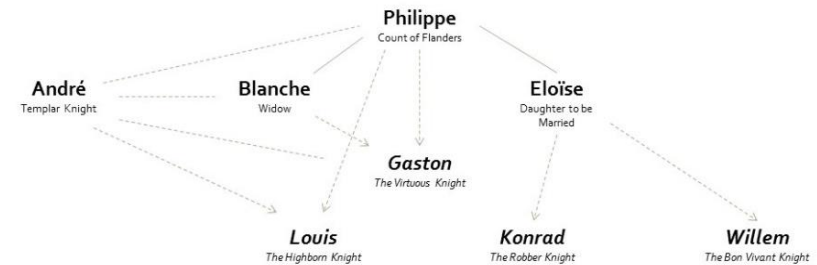 Philippe
Count of Flanders
André
Templar Knight
Blanche
Widow
Eloïse
Daughter to be
Married
Gaston
The Virtuous Knight
Louis
The Highborn Knight
Konrad
The Robber Knight
Willem
The Bon Vivant Knight